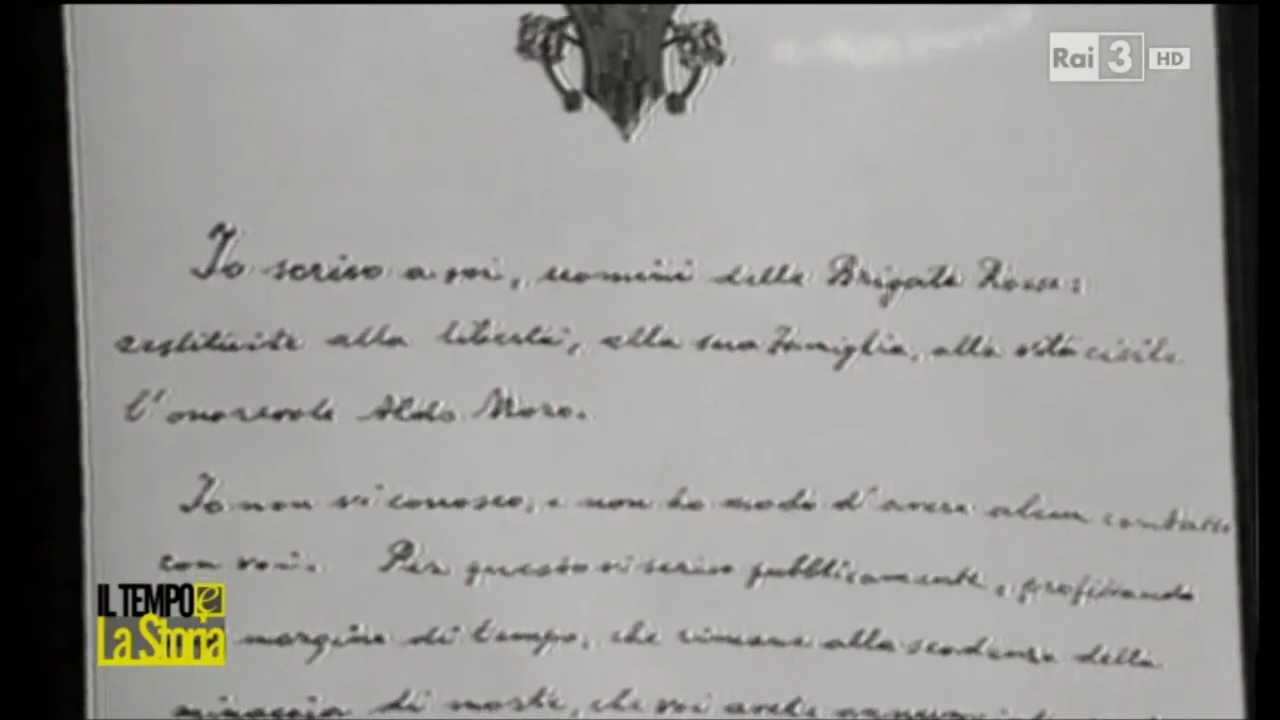 Rai 3 HD
Io scrivo a voi, uomini delle Brigate Rosse:
restituite alla libertà, alla sua famiglia, alla vita civile
l'onorevole Aldo Moro.
Io non vi conosco, e non ho modo d'avere alcun contatto
con voi. Per questo vi scrivo pubblicamente, profittando
margine di tempo, che rimane alla scadenza della
minaccia di morte, che voi avete
IL TEMPO e
La Storia